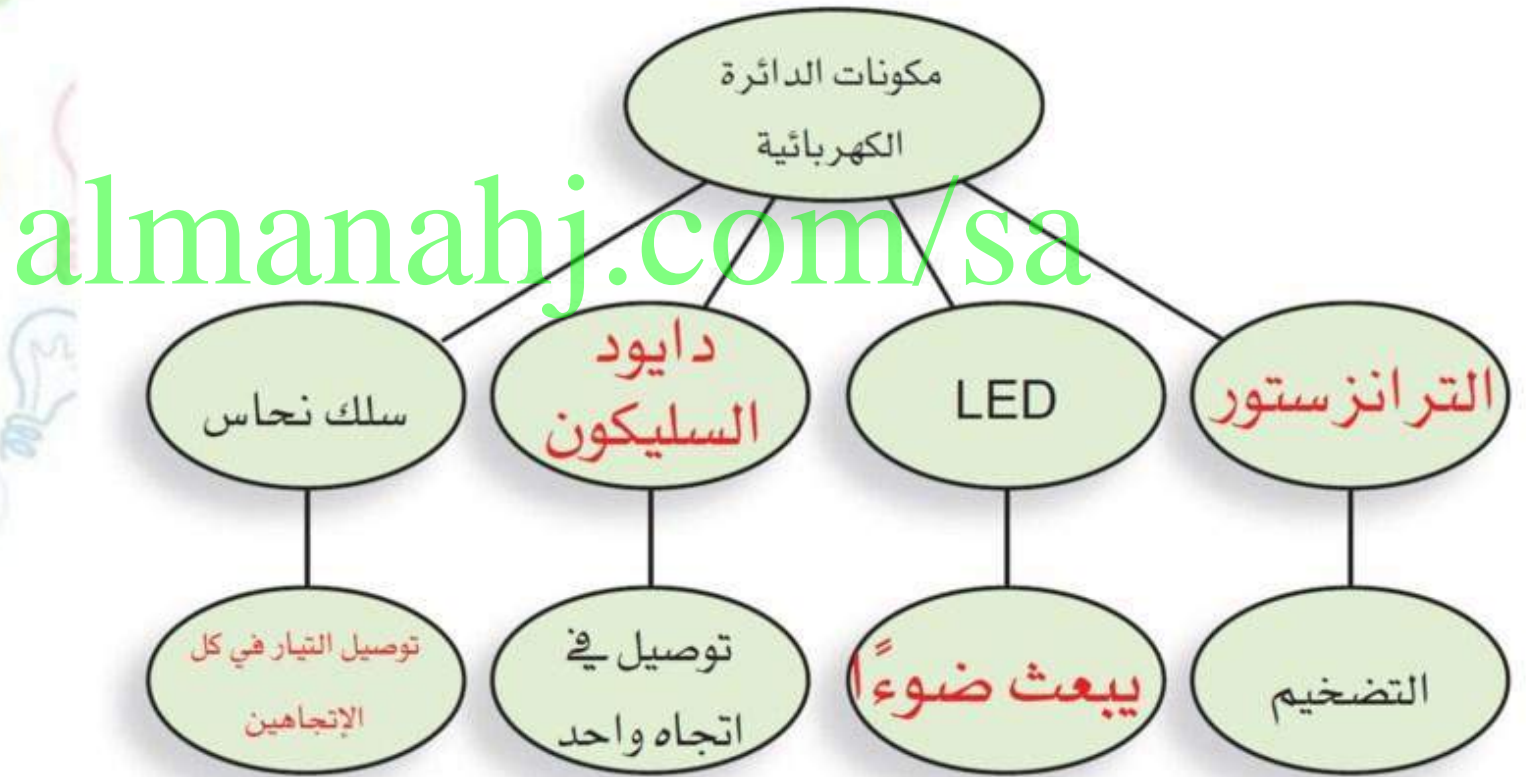 مكونات الدائرة
الكهربائية
almanahj.com/sa
الترانزستور
LED
دايود
السليكون
سلك نحاس
التضخيم
يبعث ضوءًا
توصيل في
اتجاه واحد
توصيل التيار في كل
الإتجاهين